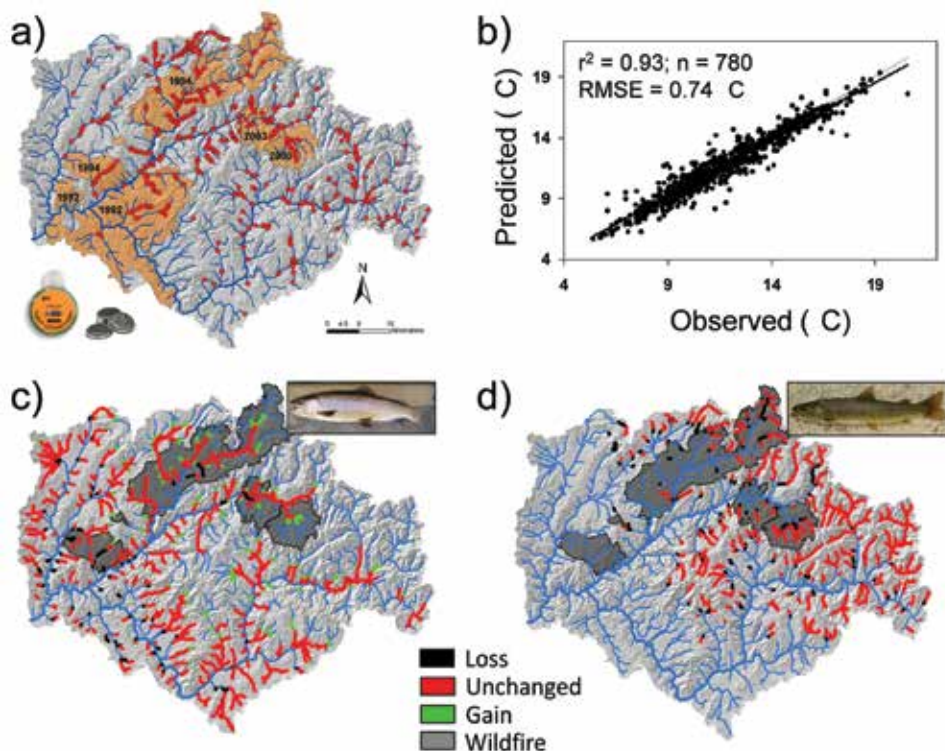 a)
1994
2003
2000
1994
1992
1992
N
b)
r² = 0.93; n = 780
RMSE = 0.74 C
Predicted ( C)
19
14
9
4
4 9 14 19
Observed ( C)
c)
d)
Loss
Unchanged
Gain
Wildfire